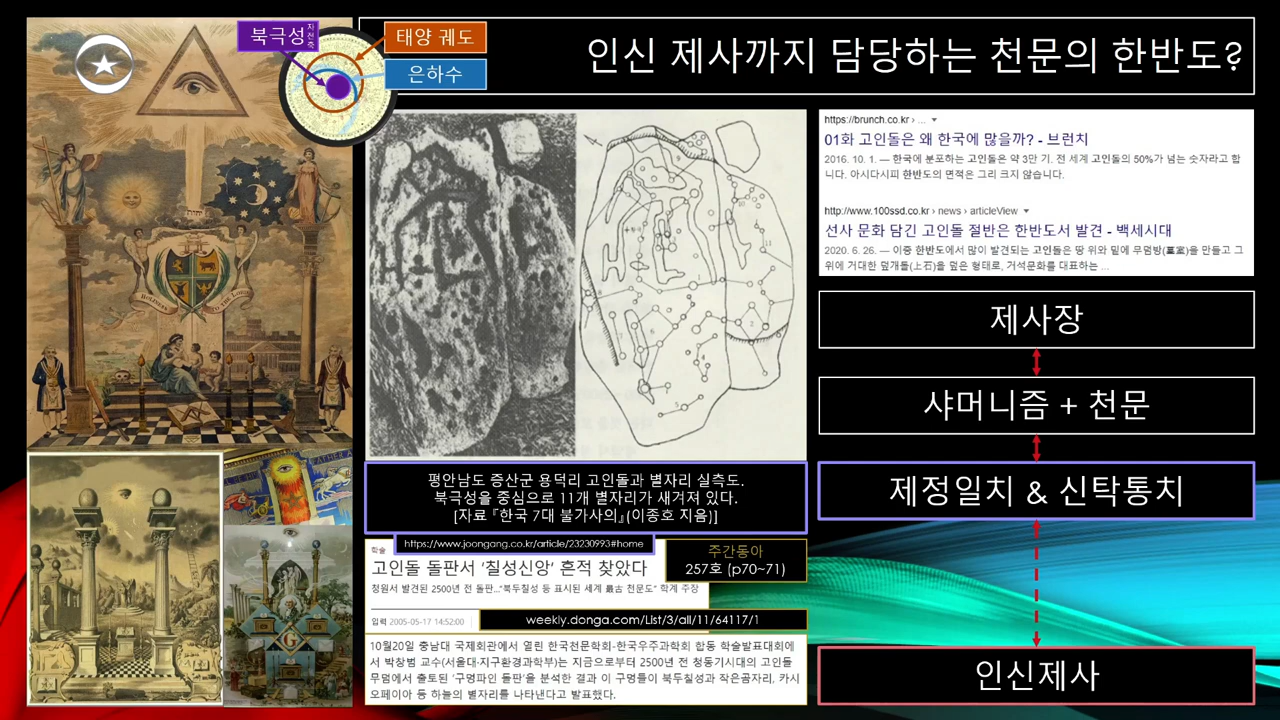 북극성
자전축
태양 궤도
은하수
인신 제사까지 담당하는 천문의 한반도?
HOLINESS TO THE LORD
G
https://brunch.co.kr › ...
01화 고인돌은 왜 한국에 많을까? - 브런치
2016. 10. 1. — 한국에 분포하는 고인돌은 약 3만 기. 전 세계 고인돌의 50%가 넘는 숫자라고 합
니다. 아시다시피 한반도의 면적은 그리 크지 않습니다.
http://www.100ssd.co.kr › news › articleView
선사 문화 담긴 고인돌 절반은 한반도서 발견 - 백세시대
2020. 6. 26. — 이중 한반도에서 많이 발견되는 고인돌은 땅 위와 밑에 무덤방(墓室)을 만들고 그
위에 거대한 덮개돌(上石)을 덮은 형태로, 거석문화를 대표하는 ...
평안남도 증산군 용덕리 고인돌과 별자리 실측도.
북극성을 중심으로 11개 별자리가 새겨져 있다.
[자료 『한국 7대 불가사의』(이종호 지음)]
학술
https://www.joongang.co.kr/article/23230993#home
고인돌 돌판서 ‘칠성신앙’ 흔적 찾았다
청원서 발견된 2500년 전 돌판...“북두칠성 등 표시된 세계 最古 천문도” 학계 주장
주간동아
257호 (p70~71)
입력 2005-05-17 14:52:00
weekly.donga.com/List/3/all/11/64117/1
10월20일 충남대 국제회관에서 열린 한국천문학회-한국우주과학회 합동 학술발표대회에
서 박창범 교수(서울대·지구환경과학부)는 지금으로부터 2500년 전 청동기시대의 고인돌
무덤에서 출토된 ‘구멍파인 돌판’을 분석한 결과 이 구멍들이 북두칠성과 작은곰자리, 카시
오페이아 등 하늘의 별자리를 나타낸다고 발표했다.
제사장
샤머니즘 + 천문
제정일치 & 신탁통치
인신제사